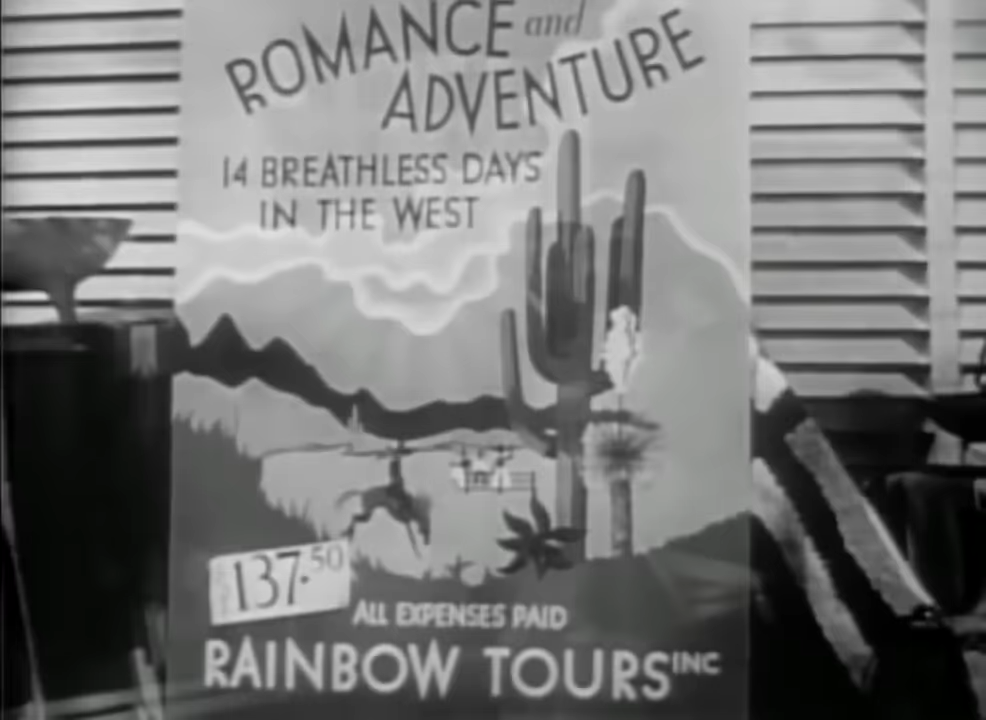 ROMANCE and
ADVENTURE
14 BREATHLESS DAYS
IN THE WEST
137.50
ALL EXPENSES PAID
RAINBOW TOURS INC